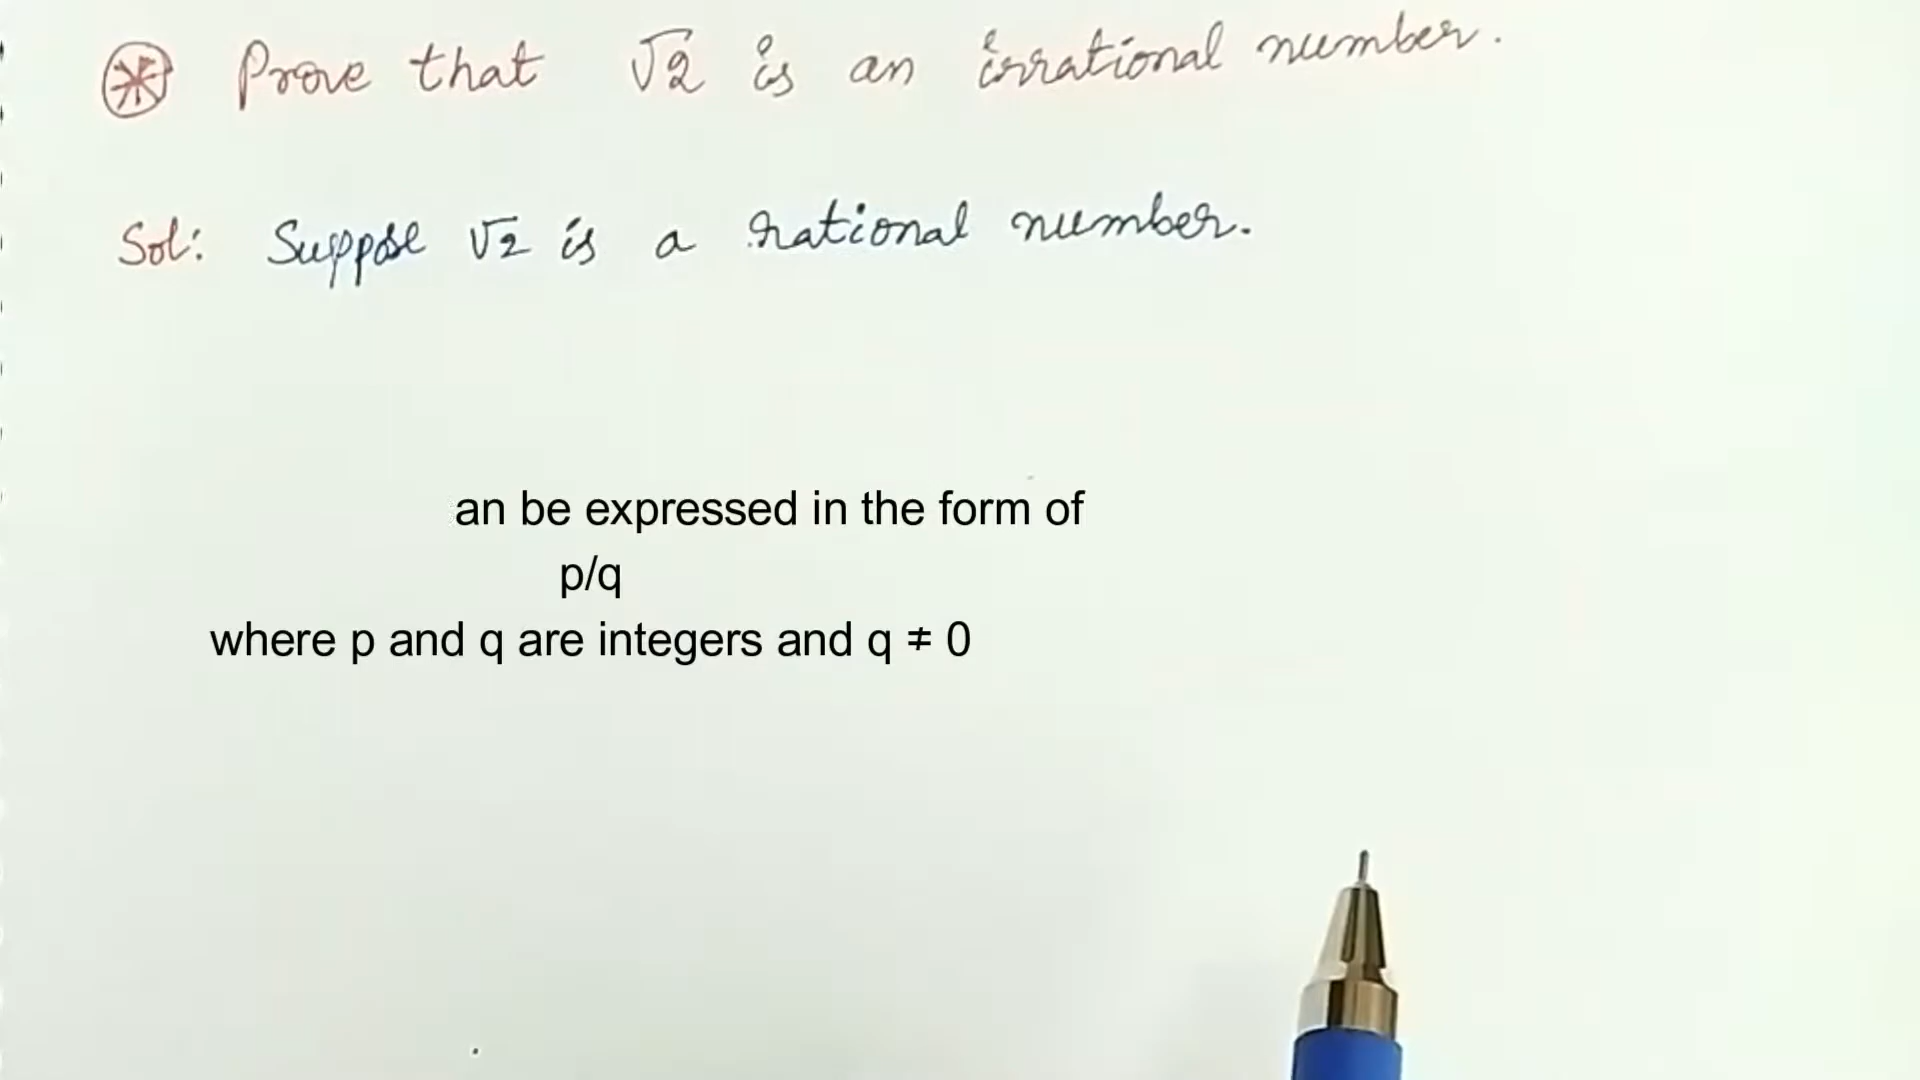 Prove that √2 is an irrational number.
Sol: Suppose √2 is a rational number.
an be expressed in the form of
p/q
where p and q are integers and q ≠ 0